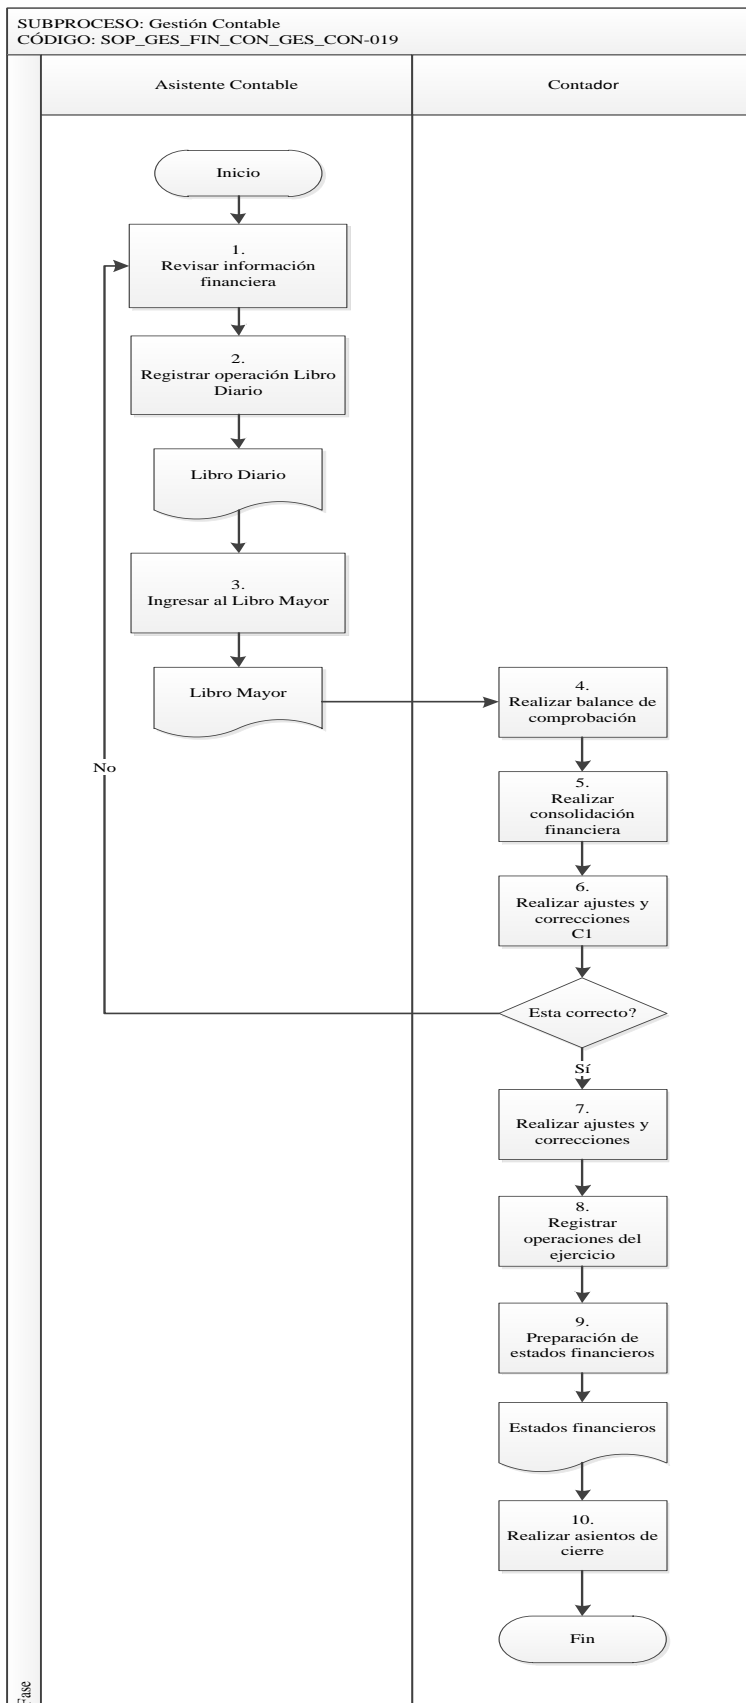 SUBPROCESO: Gestión Contable
CÓDIGO: SOP_GES_FIN_CON_GES_CON-019
Asistente Contable
Contador
Inicio
1.
Revisar información
financiera
2.
Registrar operación Libro
Diario
Libro Diario
3.
Ingresar al Libro Mayor
Libro Mayor
4.
Realizar balance de
comprobación
No
5.
Realizar
consolidación
financiera
6.
Realizar ajustes y
correcciones
C1
Esta correcto?
Sí
7.
Realizar ajustes y
correcciones
8.
Registrar
operaciones del
ejercicio
9.
Preparación de
estados financieros
Estados financieros
10.
Realizar asientos de
cierre
Fin
Fase